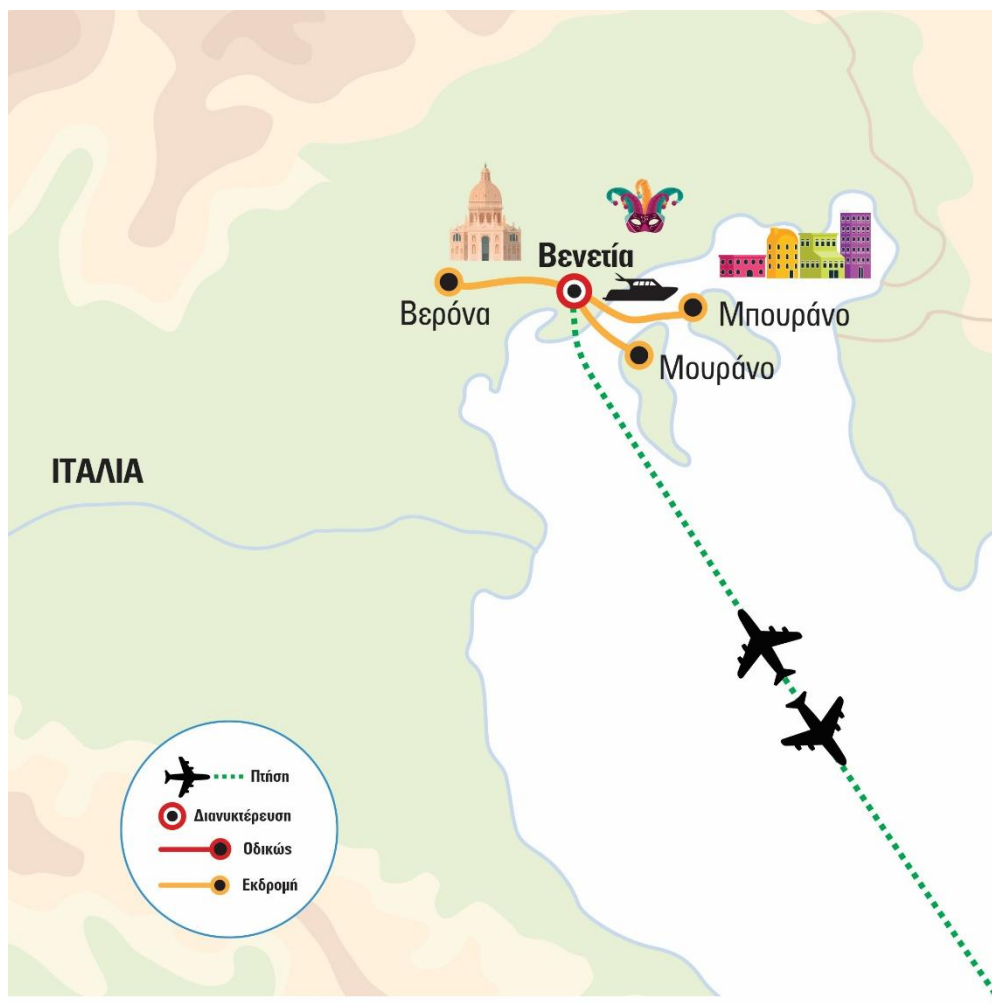 Βενετία
Βερόνα
Μπουράνο
Μουράνο
ΙΤΑΛΙΑ
Πτήση
Διανυκτέρευση
Οδικώς
Εκδρομή